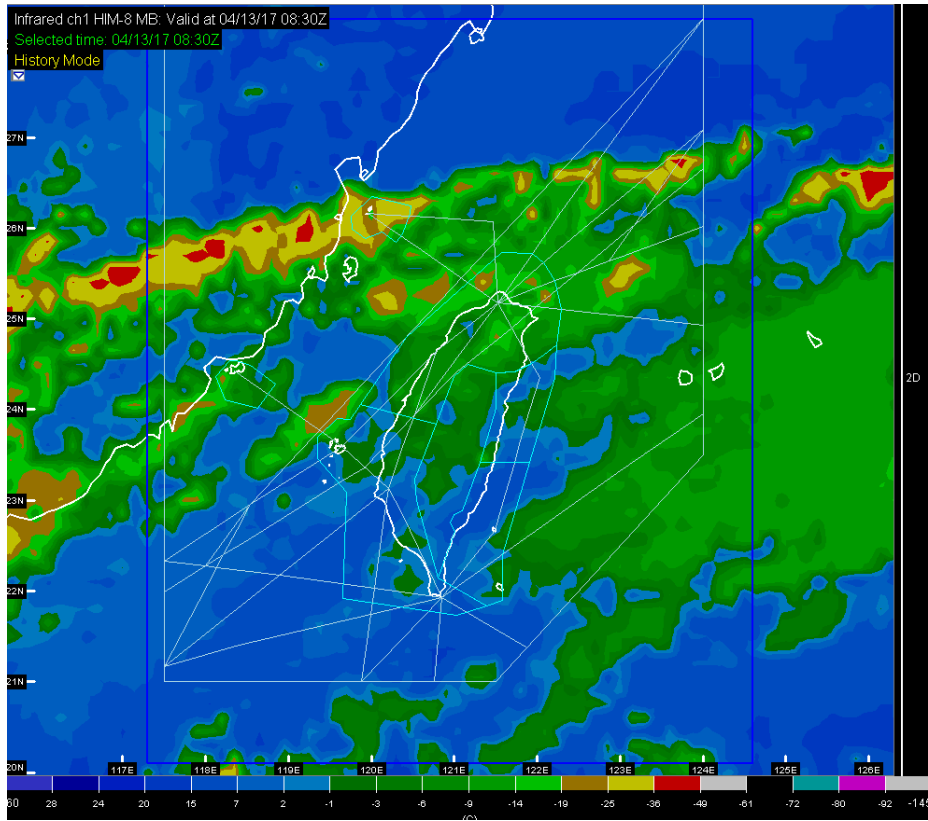 Infrared ch1 HIM-8 MB: Valid at 04/13/17 08:30Z
Selected time: 04/13/17 08:30Z
History Mode
27N
26N
25N
24N
23N
22N
21N
20N
2D
117E 118E 119E 120E 121E 122E 123E 124E 125E 126E
60 28 24 20 15 7 2 -1 -3 -6 -9 -14 -19 -25 -36 -49 -61 -72 -80 -92 -145
(C)